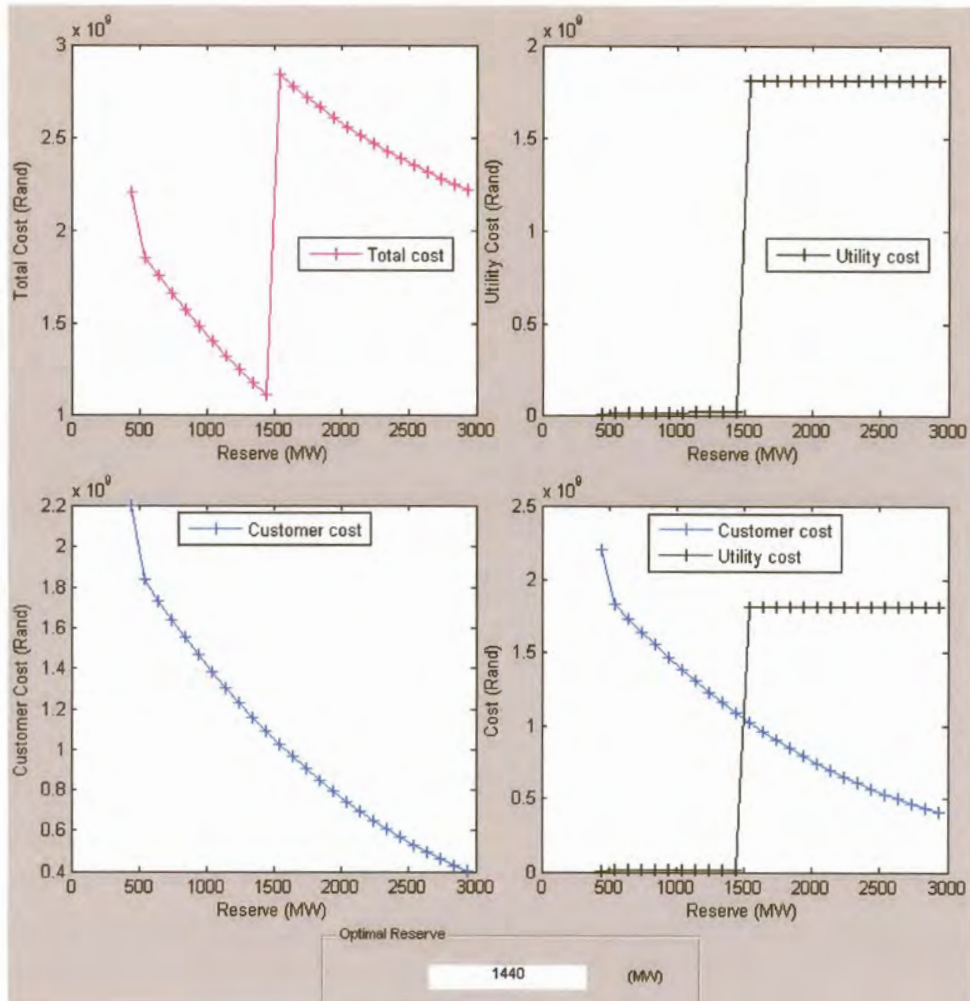 x 10^9
3
2.5
2
1.5
1
Total Cost (Rand)
Total cost
0 500 1000 1500 2000 2500 3000
Reserve (MW)
x 10^9
2
1.5
1
0.5
0
Utility Cost (Rand)
Utility cost
0 500 1000 1500 2000 2500 3000
Reserve (MW)
x 10^9
2.2
2
1.8
1.6
1.4
1.2
1
0.8
0.6
0.4
Customer Cost (Rand)
Customer cost
0 500 1000 1500 2000 2500 3000
Reserve (MW)
x 10^9
2.5
2
1.5
1
0.5
0
Cost (Rand)
Customer cost
Utility cost
0 500 1000 1500 2000 2500 3000
Reserve (MW)
Optimal Reserve
1440 (MW)